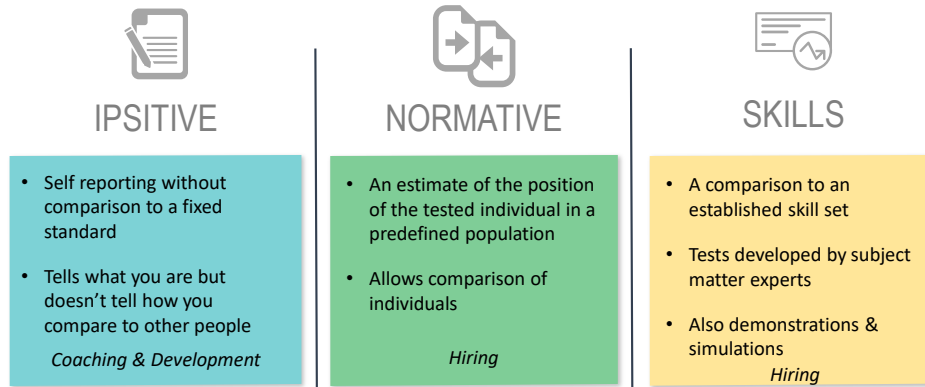 IPSITIVE
• Self reporting without
comparison to a fixed
standard
• Tells what you are but
doesn’t tell how you
compare to other people
Coaching & Development
NORMATIVE
• An estimate of the position
of the tested individual in a
predefined population
• Allows comparison of
individuals
Hiring
SKILLS
• A comparison to an
established skill set
• Tests developed by subject
matter experts
• Also demonstrations &
simulations
Hiring